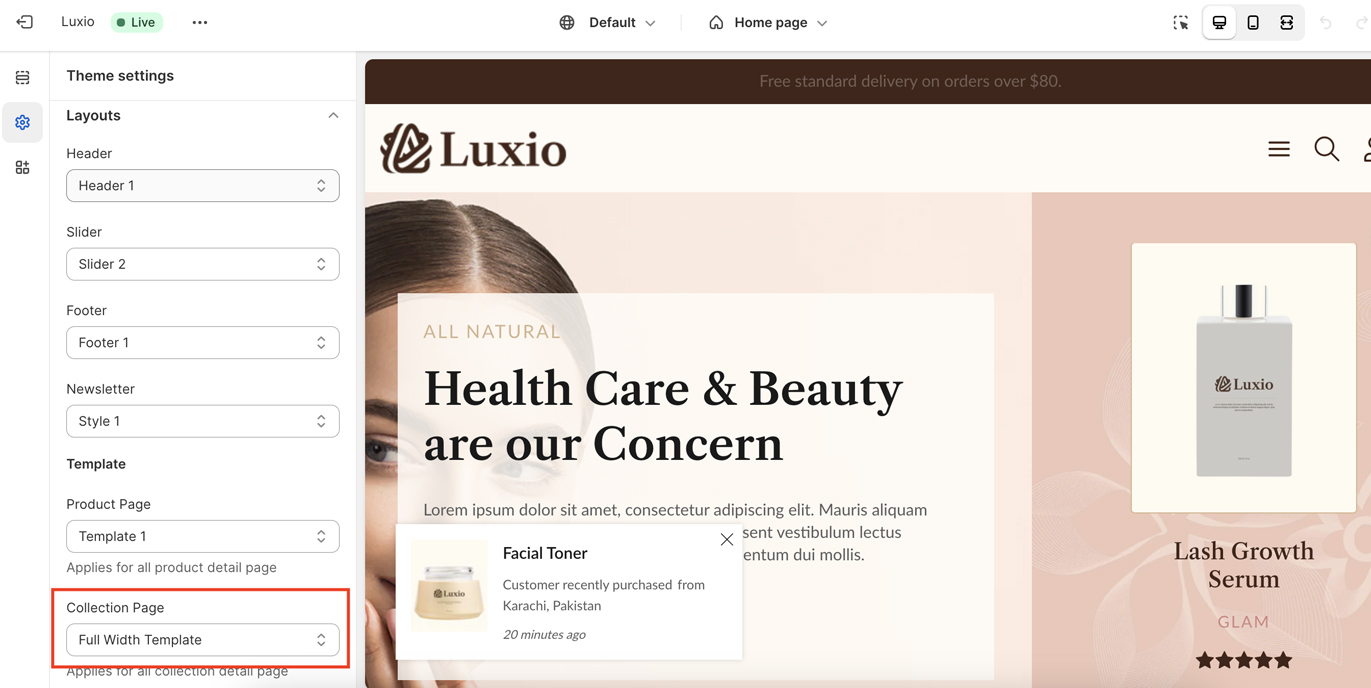 Luxio
Live
Default
Home page
Theme settings
Layouts
Header
Header 1
Slider
Slider 2
Footer
Footer 1
Newsletter
Style 1
Template
Product Page
Template 1
Applies for all product detail page
Collection Page
Full Width Template
Applies for all collection detail page
Free standard delivery on orders over $80.
Luxio
ALL NATURAL
Health Care & Beauty
are our Concern
Lorem ipsum dolor sit amet, consectetur adipiscing elit. Mauris aliquam
sent vestibulum lectus
entum dui mollis.
Luxio
Facial Toner
Customer recently purchased from
Karachi, Pakistan
20 minutes ago
Luxio
Lash Growth
Serum
GLAM